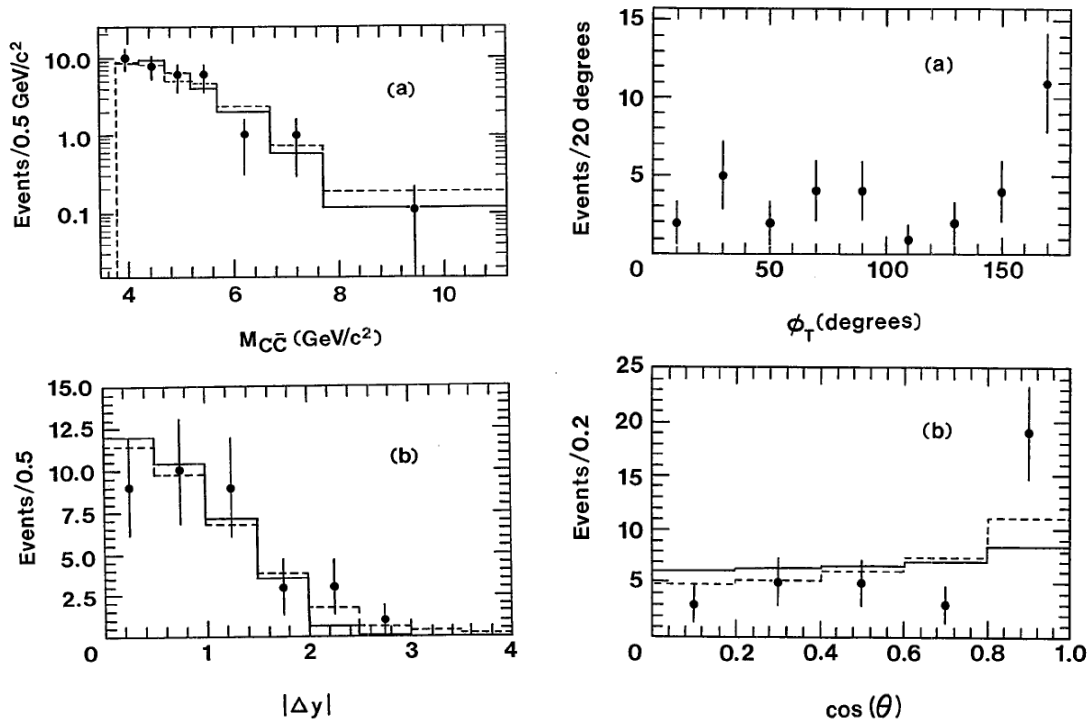 Events/0.5 GeV/c²
10.0
1.0
0.1
(a)
4 6 8 10
M_CC̄ (GeV/c²)
Events/20 degrees
15
10
5
0
(a)
50 100 150
ϕ_T (degrees)
Events/0.5
15.0
12.5
10.0
7.5
5.0
2.5
(b)
0 1 2 3 4
|Δy|
Events/0.2
25
20
15
10
5
0
(b)
0.2 0.4 0.6 0.8 1.0
cos (θ)